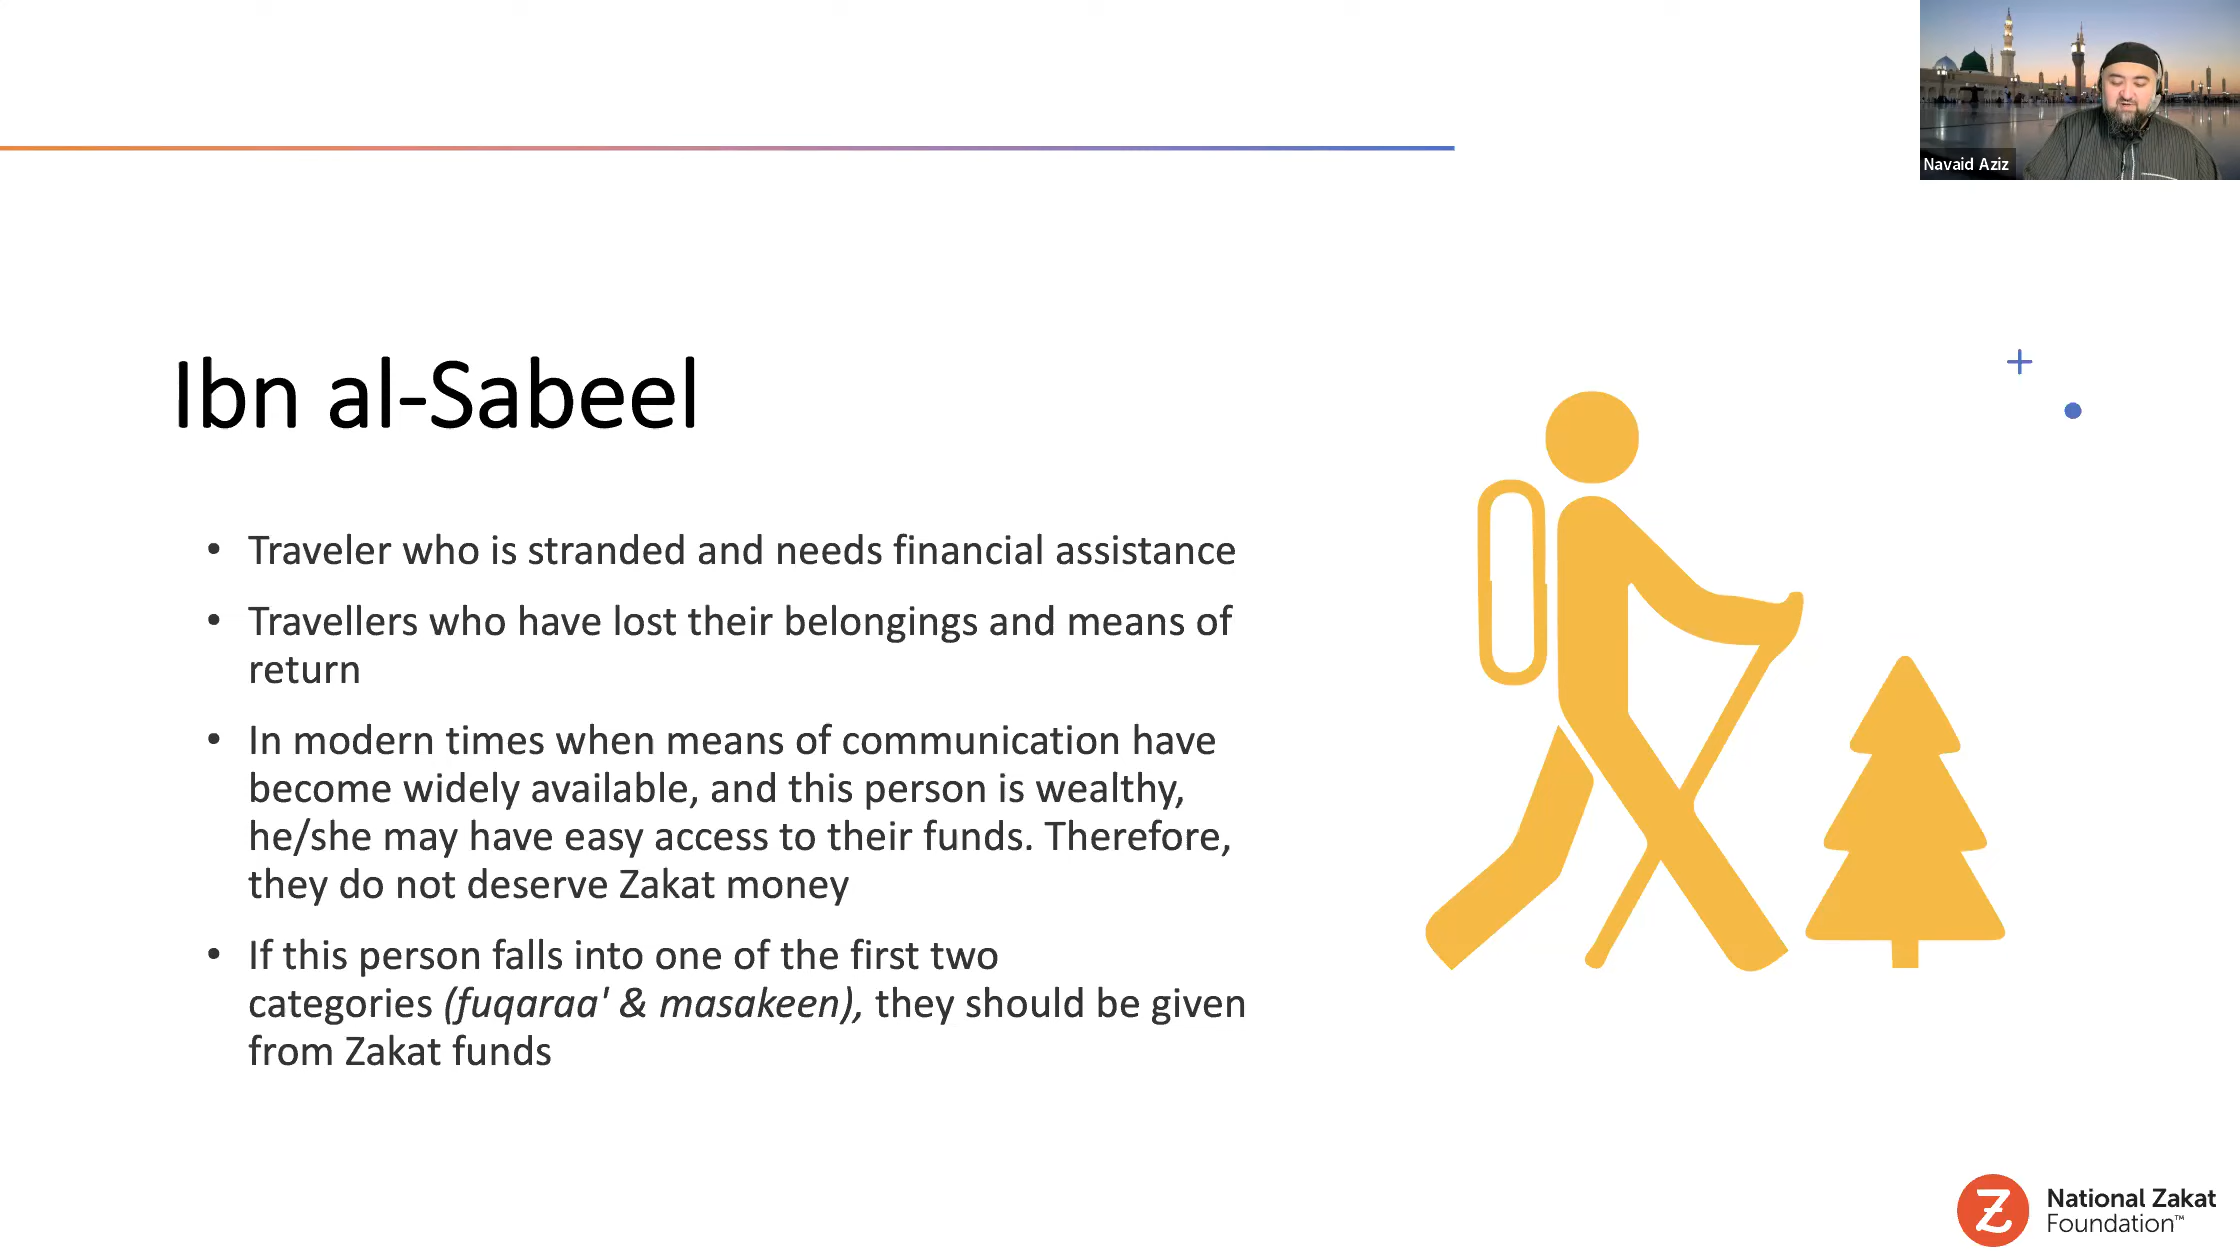 Navaid Aziz
Ibn al-Sabeel
• Traveler who is stranded and needs financial assistance
• Travellers who have lost their belongings and means of
return
• In modern times when means of communication have
become widely available, and this person is wealthy,
he/she may have easy access to their funds. Therefore,
they do not deserve Zakat money
• If this person falls into one of the first two
categories (fuqaraa' & masakeen), they should be given
from Zakat funds
National Zakat
Foundation™